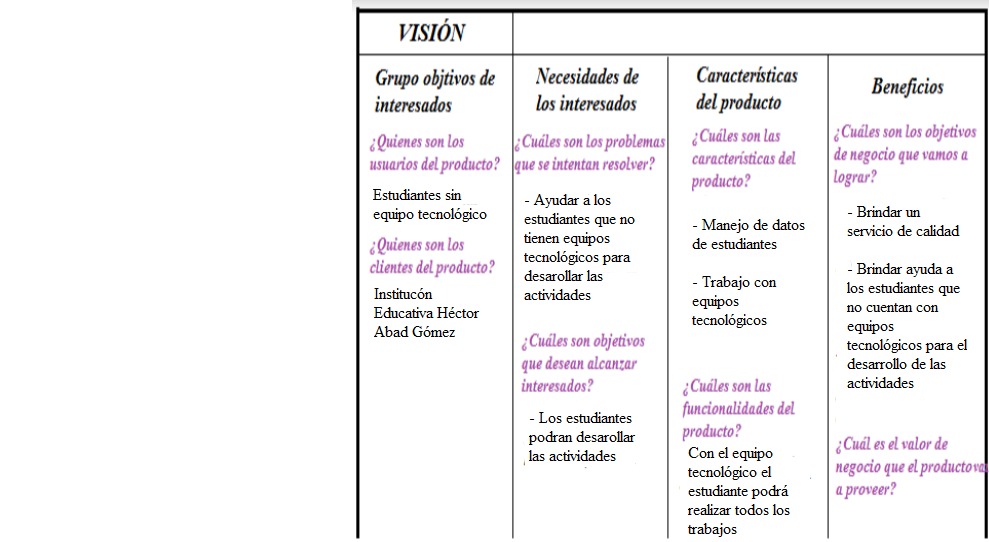 VISIÓN
Grupo objtivos de
interesados
¿Quienes son los
usuarios del producto?
Estudiantes sin
equipo tecnológico
¿Quienes son los
clientes del producto?
Institucón
Educativa Héctor
Abad Gómez
Necesidades de
los interesados
¿Cuáles son los problemas
que se intentan resolver?
- Ayudar a los
estudiantes que no
tienen equipos
tecnológicos para
desarollar las
actividades
¿Cuáles son objetivos
que desean alcanzar
interesados?
- Los estudiantes
podran desarollar
las actividades
Características
del producto
¿Cuáles son las
características del
producto?
- Manejo de datos
de estudiantes
- Trabajo con
equipos
tecnológicos
¿Cuáles son las
funcionalidades del
producto?
Con el equipo
tecnológico el
estudiante podrá
realizar todos los
trabajos
Beneficios
¿Cuáles son los objetivos
de negocio que vamos a
lograr?
- Brindar un
servicio de calidad
- Brindar ayuda a
los estudiantes que
no cuentan con
equipos
tecnológicos para el
desarrollo de las
actividades
¿Cuál es el valor de
negocio que el producto va
a proveer?